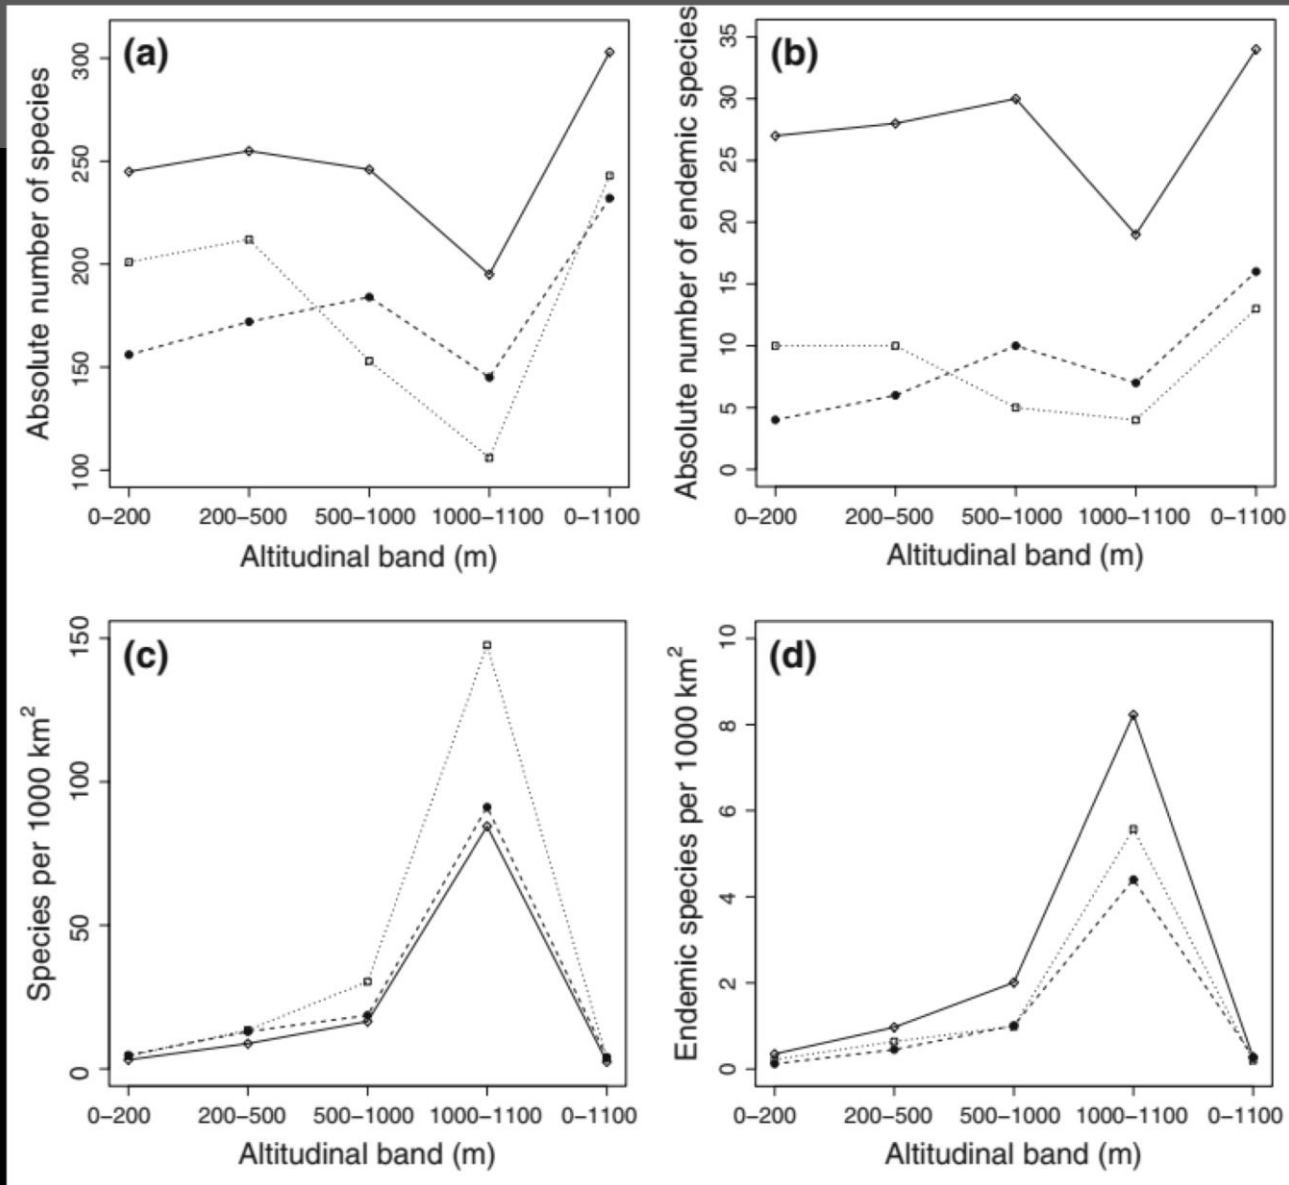 (a)
Absolute number of species
300
250
200
150
100
0–200 200–500 500–1000 1000–1100 0–1100
Altitudinal band (m)
(b)
Absolute number of endemic species
35
30
25
20
15
10
5
0
0–200 200–500 500–1000 1000–1100 0–1100
Altitudinal band (m)
(c)
Species per 1000 km²
150
100
50
0
0–200 200–500 500–1000 1000–1100 0–1100
Altitudinal band (m)
(d)
Endemic species per 1000 km²
10
8
6
4
2
0
0–200 200–500 500–1000 1000–1100 0–1100
Altitudinal band (m)